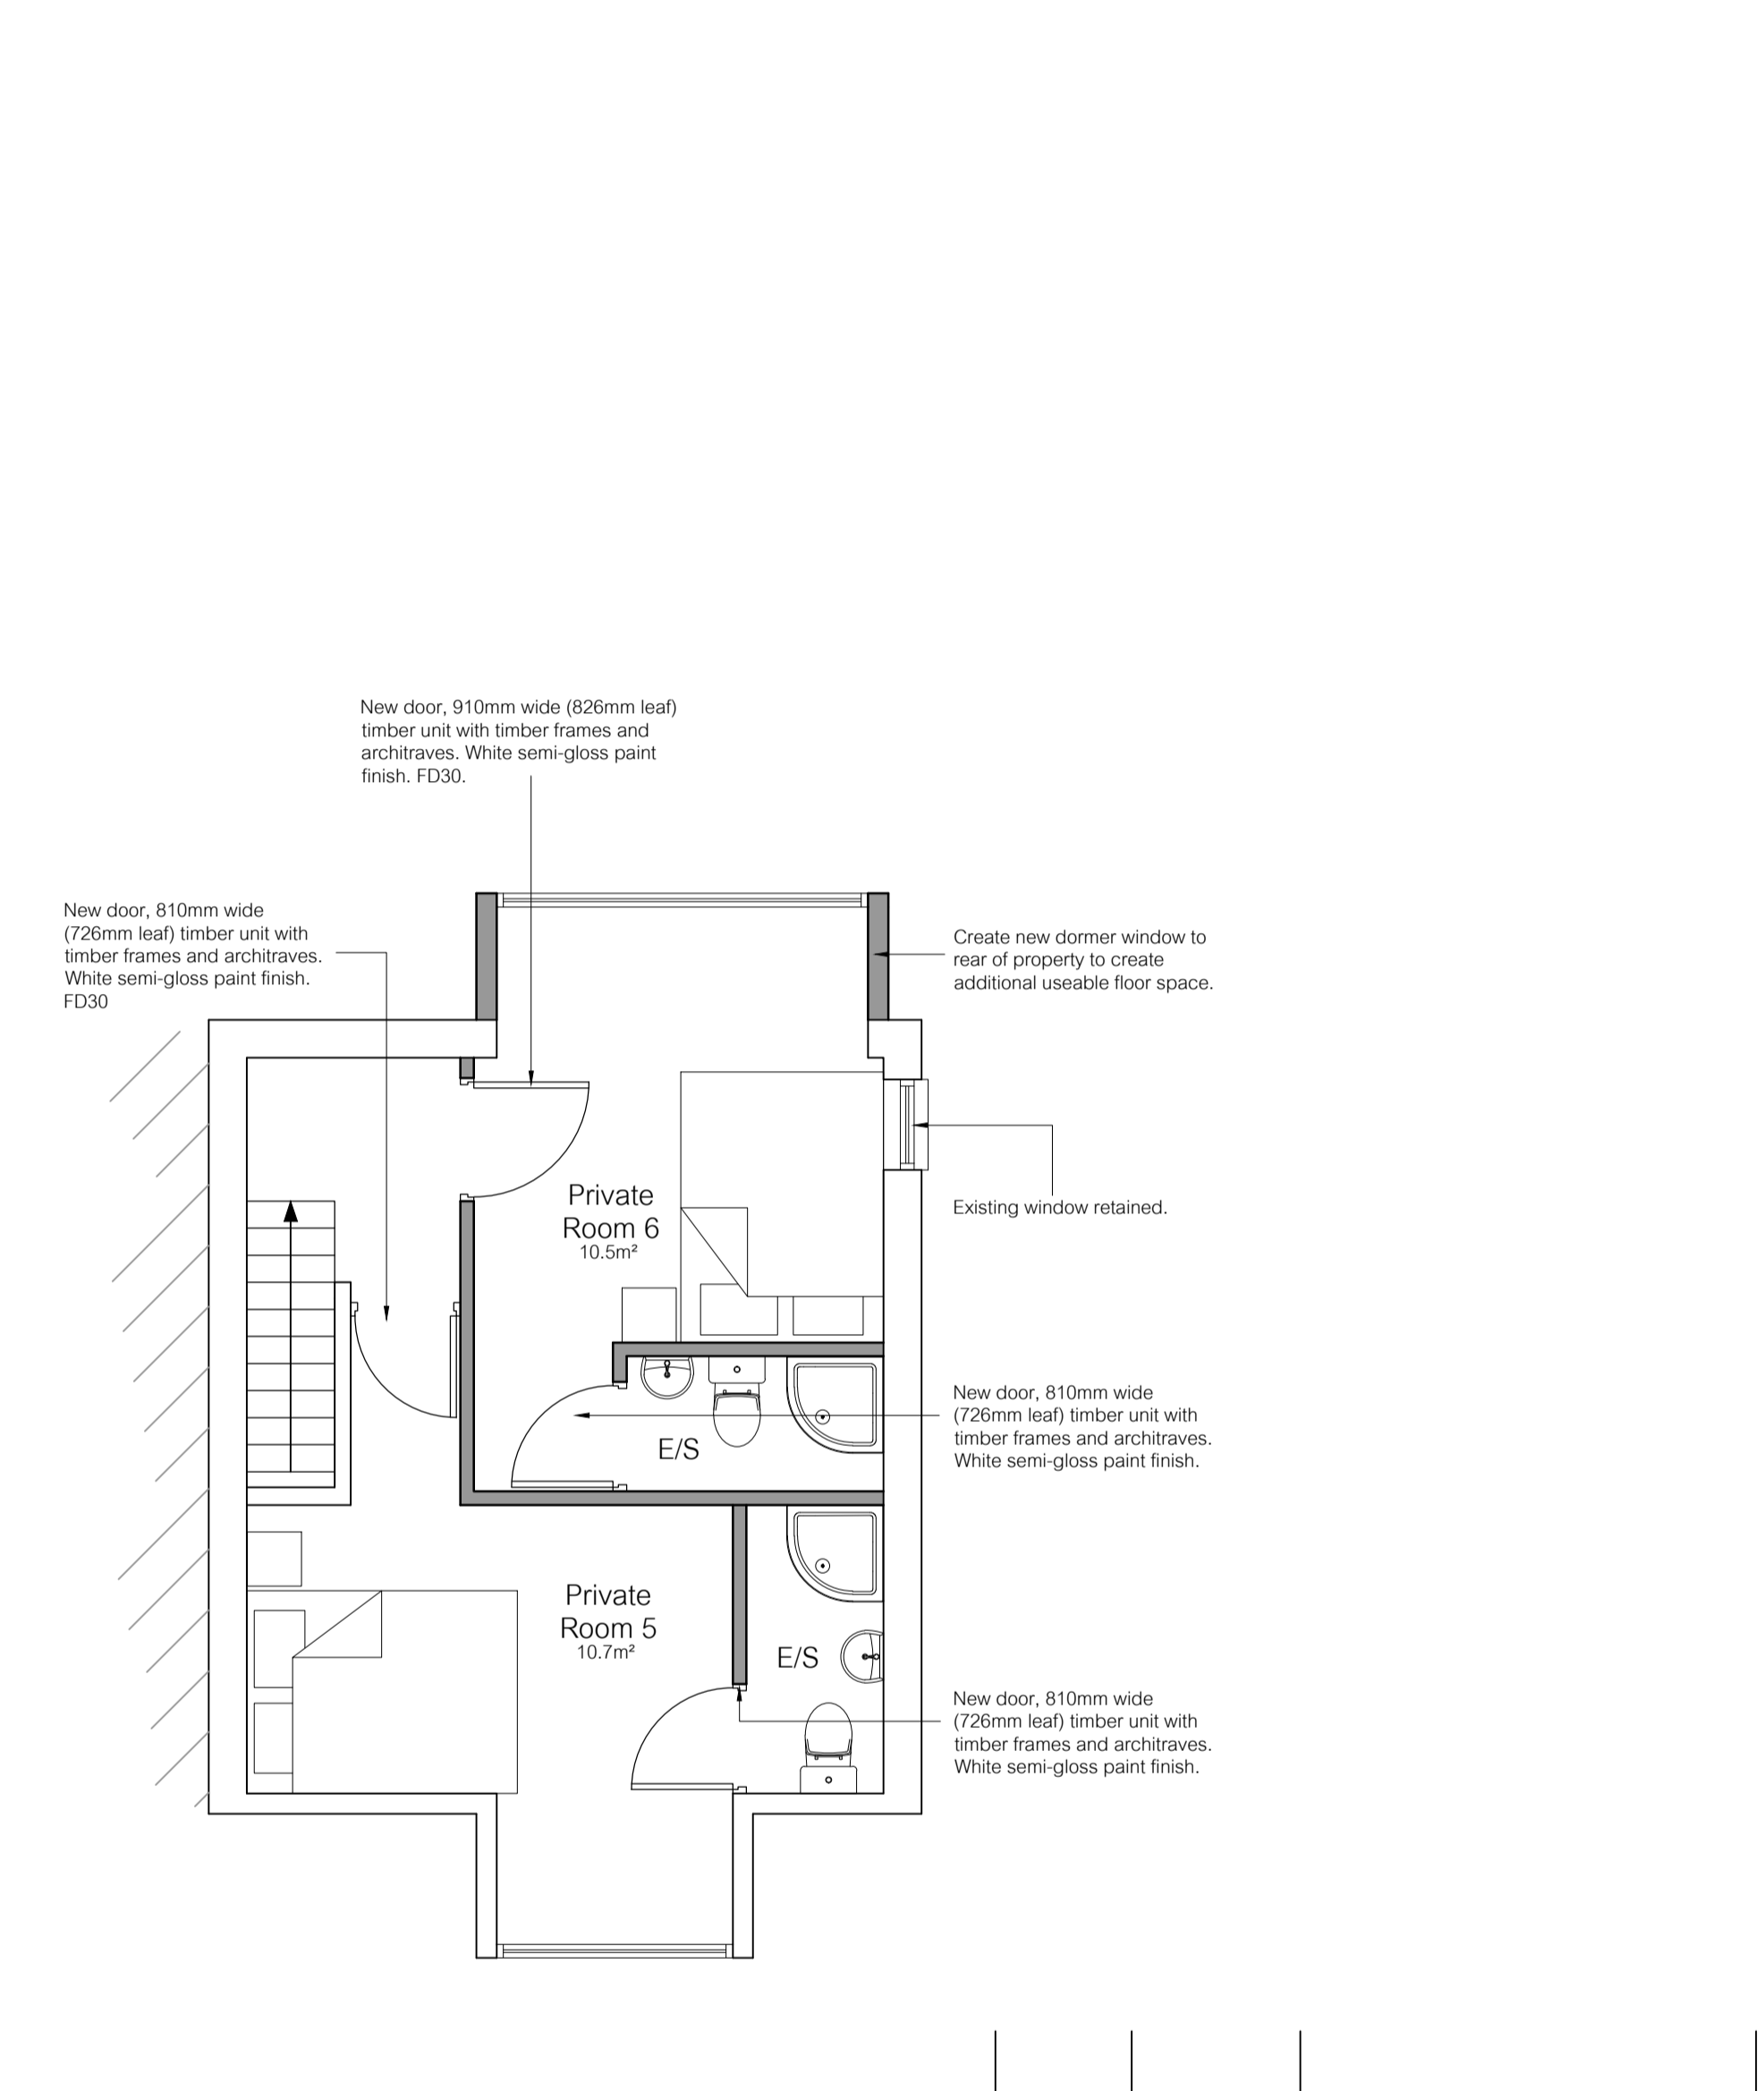 New door, 910mm wide (826mm leaf)
timber unit with timber frames and
architraves. White semi-gloss paint
finish. FD30.
New door, 810mm wide
(726mm leaf) timber unit with
timber frames and architraves.
White semi-gloss paint finish.
FD30
Create new dormer window to
rear of property to create
additional useable floor space.
Private
Room 6
10.5m²
Existing window retained.
New door, 810mm wide
(726mm leaf) timber unit with
timber frames and architraves.
White semi-gloss paint finish.
E/S
Private
Room 5
10.7m²
E/S
New door, 810mm wide
(726mm leaf) timber unit with
timber frames and architraves.
White semi-gloss paint finish.